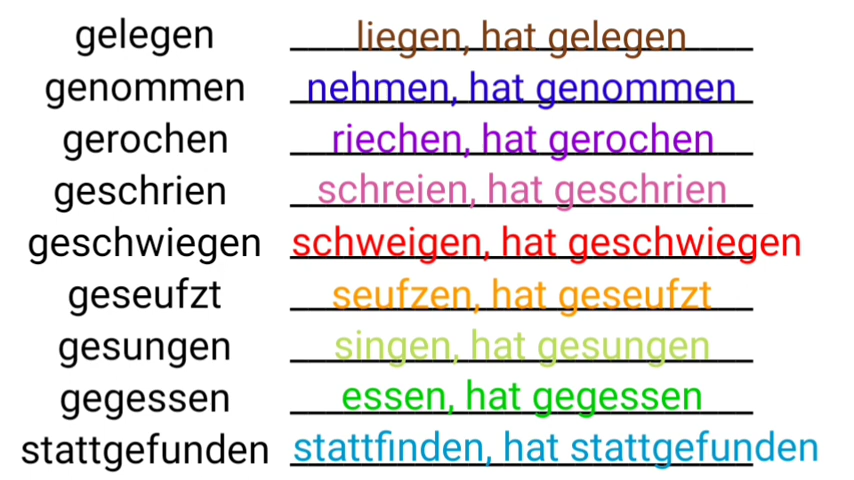 gelegen liegen, hat gelegen
genommen nehmen, hat genommen
gerochen riechen, hat gerochen
geschrien schreien, hat geschrien
geschwiegen schweigen, hat geschwiegen
geseufzt seufzen, hat geseufzt
gesungen singen, hat gesungen
gegessen essen, hat gegessen
stattgefunden stattfinden, hat stattgefunden